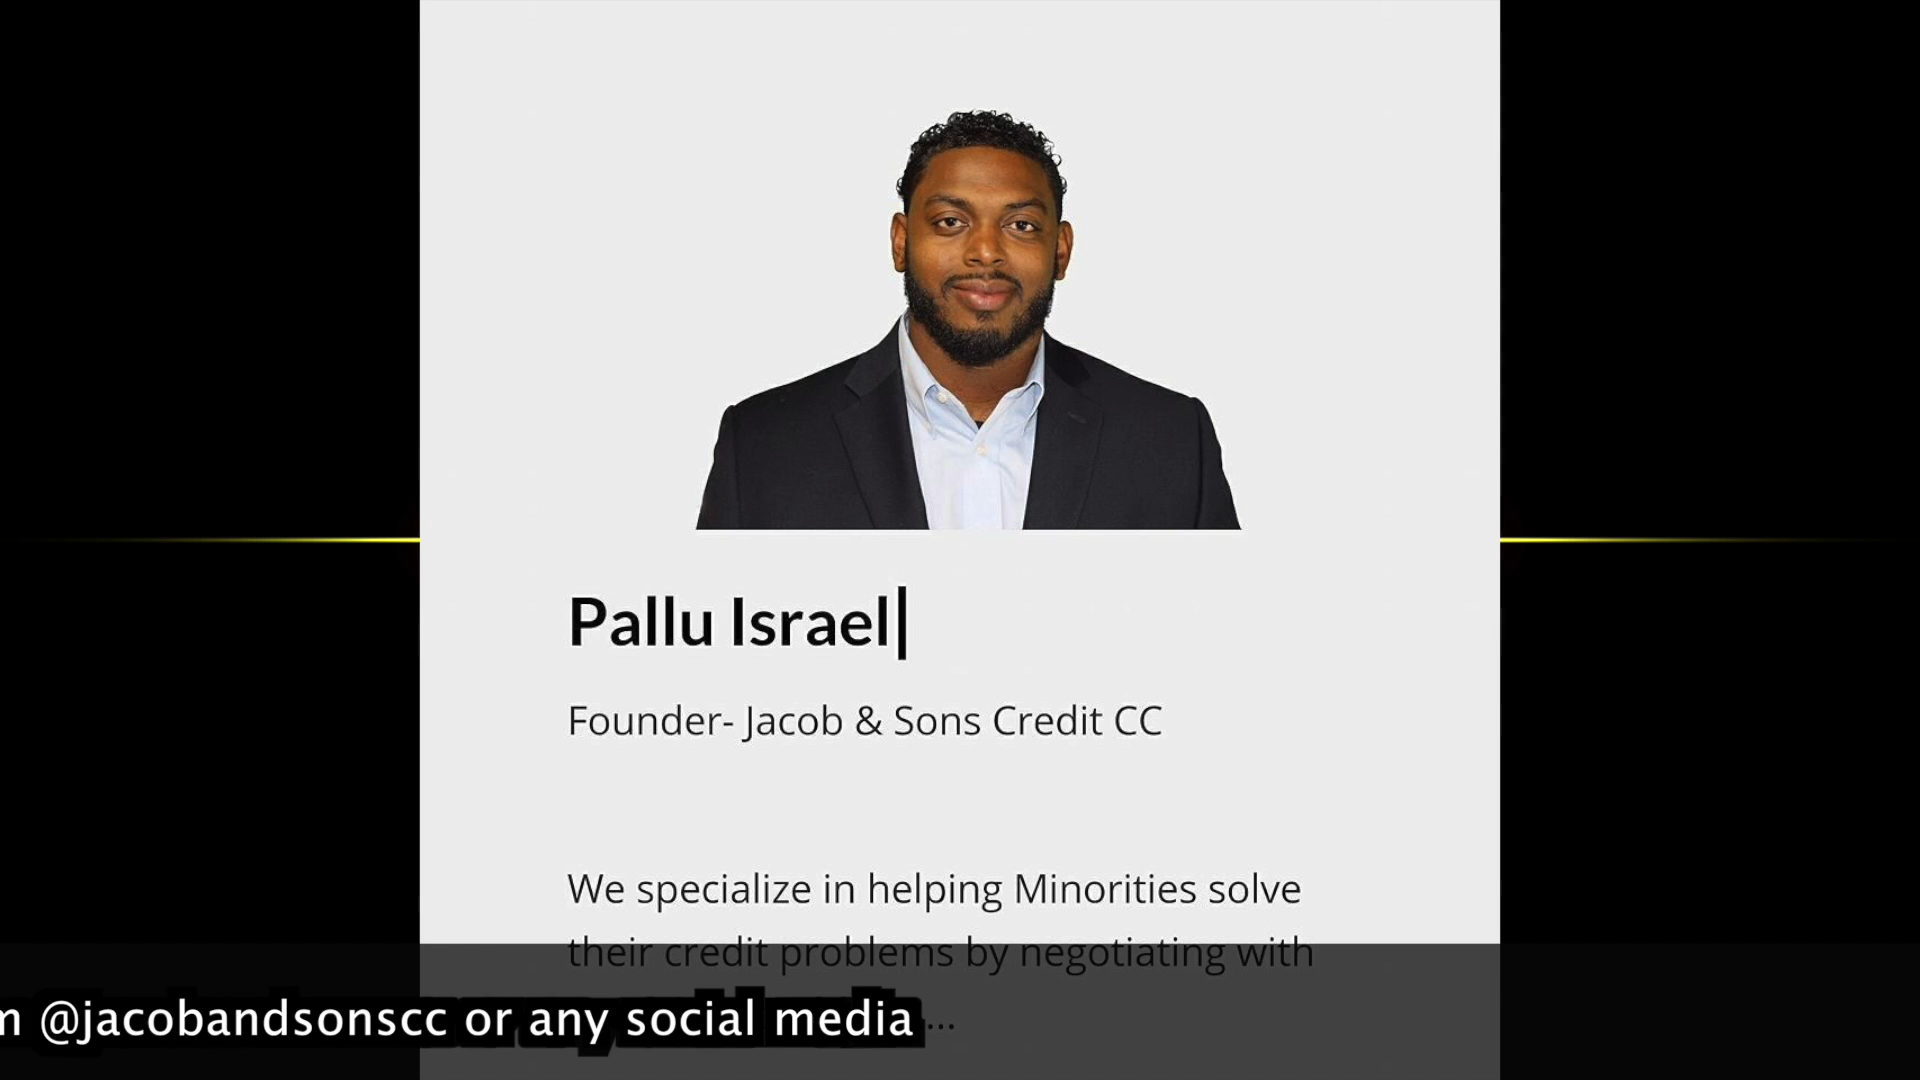 Pallu Israel
Founder- Jacob & Sons Credit CC
We specialize in helping Minorities solve
their credit problems by negotiating with
m @jacobandsonscc or any social media
...